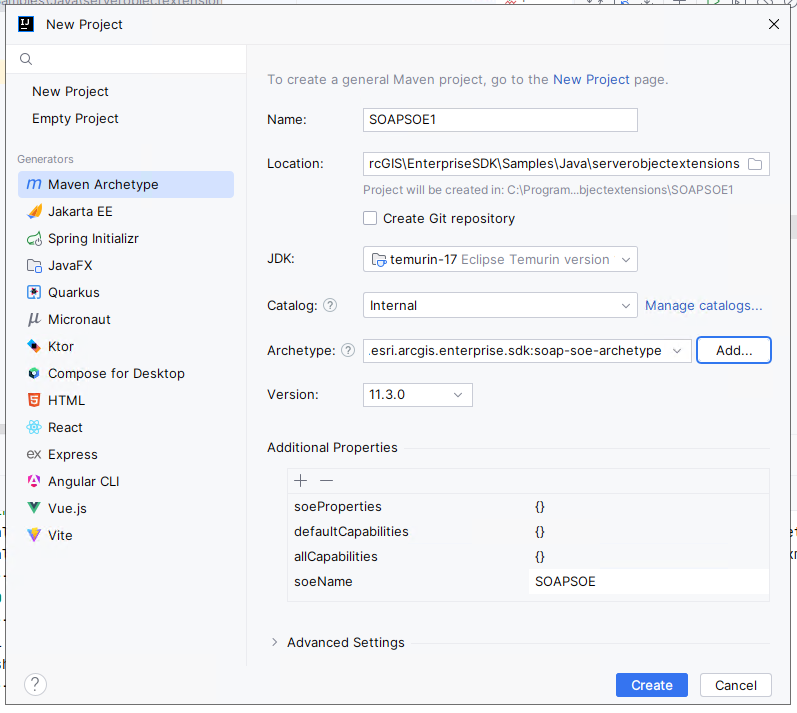 New Project
To create a general Maven project, go to the New Project page.
New Project
Empty Project
Generators
Maven Archetype
Jakarta EE
Spring Initializr
JavaFX
Quarkus
Micronaut
Ktor
Compose for Desktop
HTML
React
Express
Angular CLI
Vue.js
Vite
Name: SOAPSOE1
Location: rcGIS\EnterpriseSDK\Samples\Java\serverobjectextensions
Project will be created in: C:\Program...bjectextensions\SOAPSOE1
Create Git repository
JDK: temurin-17 Eclipse Temurin version
Catalog: ? Internal Manage catalogs...
Archetype: ? .esri.arcgis.enterprise.sdk:soap-soe-archetype Add...
Version: 11.3.0
Additional Properties
soeProperties {}
defaultCapabilities {}
allCapabilities {}
soeName SOAPSOE
Advanced Settings
? Create Cancel